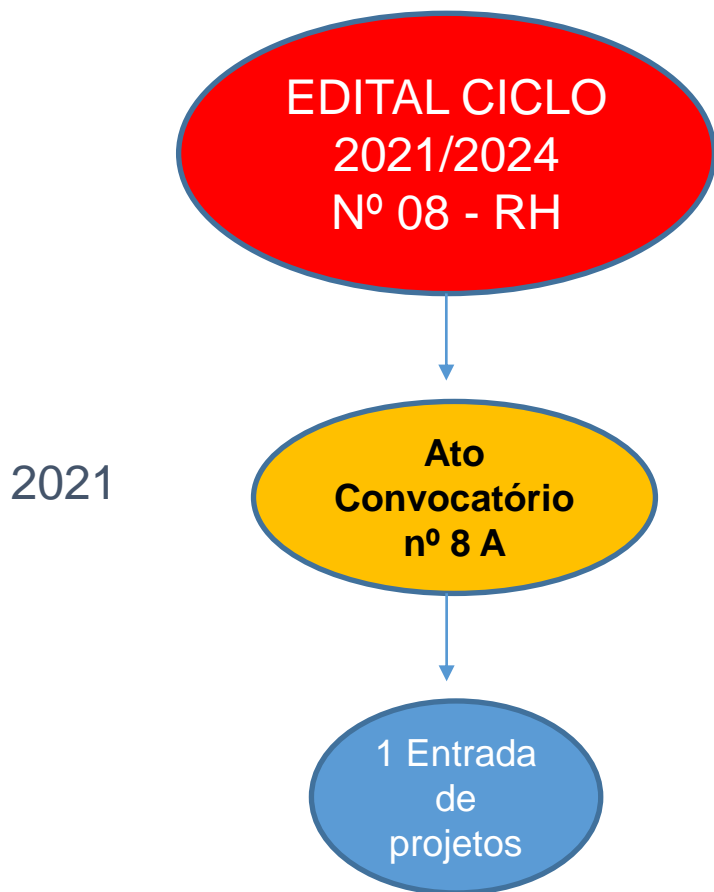 EDITAL CICLO
2021/2024
Nº 08 - RH
2021
Ato
Convocatório
nº 8 A
1 Entrada
de
projetos